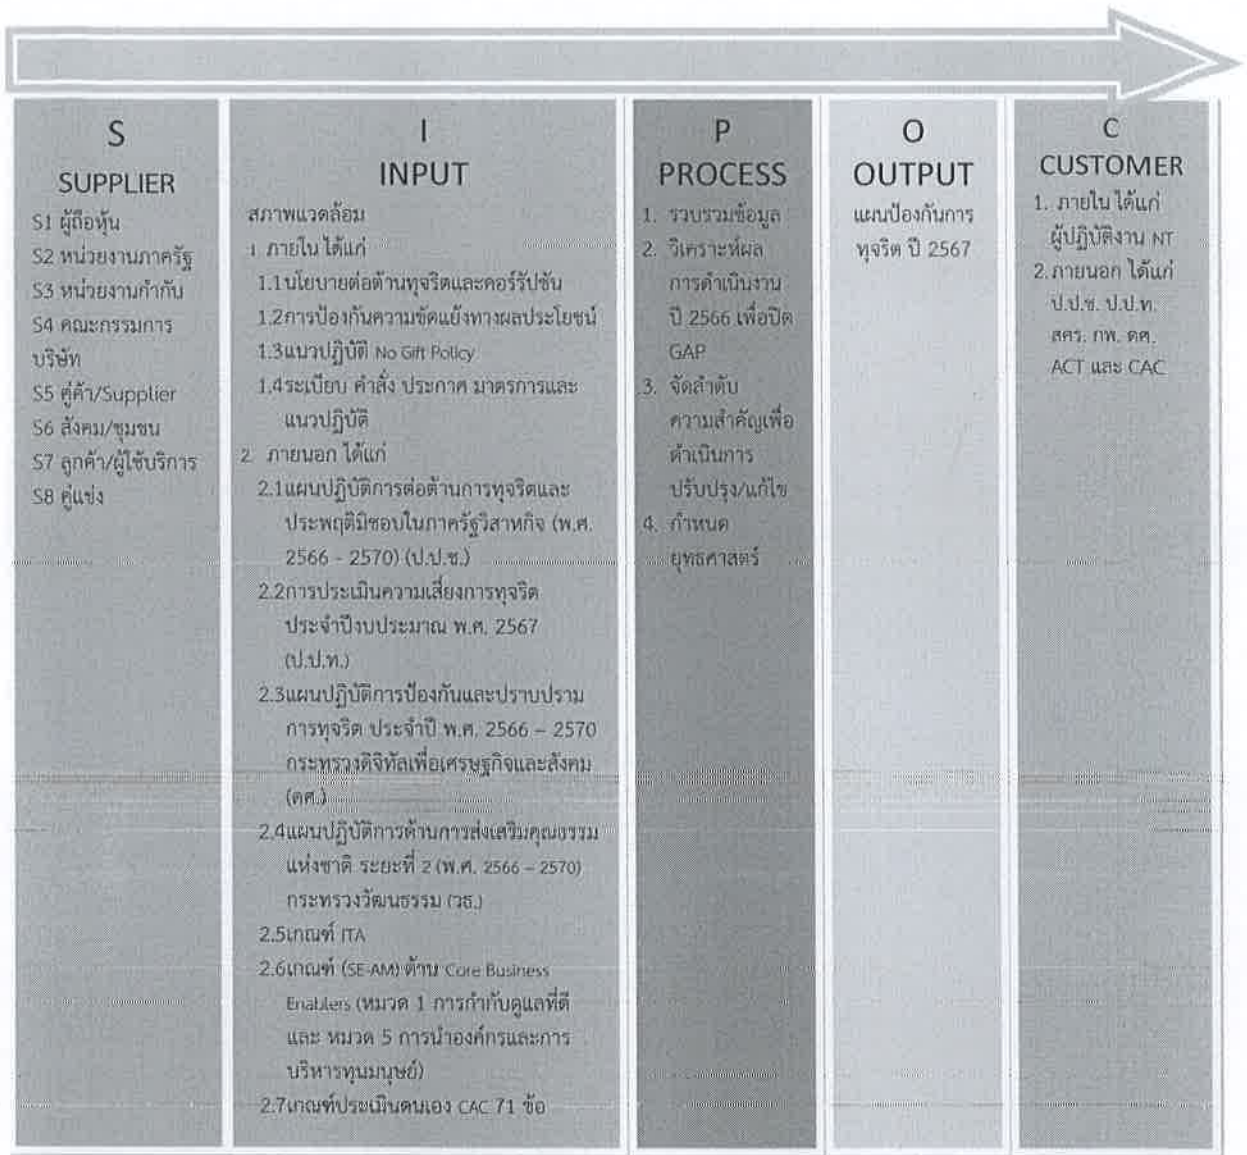 S
SUPPLIER
S1 ผู้ถือหุ้น
S2 หน่วยงานภาครัฐ
S3 หน่วยงานกำกับ
S4 คณะกรรมการ
บริษัท
S5 คู่ค้า/Supplier
S6 สังคม/ชุมชน
S7 ลูกค้า/ผู้ใช้บริการ
S8 คู่แข่ง
I
INPUT
สภาพแวดล้อม
1 ภายใน ได้แก่
1.1นโยบายต่อต้านทุจริตและคอร์รัปชัน
1.2การป้องกันความขัดแย้งทางผลประโยชน์
1.3แนวปฏิบัติ No Gift Policy
1.4ระเบียบ คำสั่ง ประกาศ มาตรการและ
แนวปฏิบัติ
2. ภายนอก ได้แก่
2.1แผนปฏิบัติการต่อต้านการทุจริตและ
ประพฤติมิชอบในภาครัฐวิสาหกิจ (พ.ศ.
2566 - 2570) (ป.ป.ช.)
2.2การประเมินความเสี่ยงการทุจริต
ประจำปีงบประมาณ พ.ศ. 2567
(ป.ป.ท.)
2.3แผนปฏิบัติการป้องกันและปราบปราม
การทุจริต ประจำปี พ.ศ. 2566 – 2570
กระทรวงดิจิทัลเพื่อเศรษฐกิจและสังคม
(ดศ.)
2.4แผนปฏิบัติการด้านการส่งเสริมคุณธรรม
แห่งชาติ ระยะที่ 2 (พ.ศ. 2566 – 2570)
กระทรวงวัฒนธรรม (วธ.)
2.5เกณฑ์ ITA
2.6เกณฑ์ (SE-AM) ด้าน Core Business
Enablers (หมวด 1 การกำกับดูแลที่ดี
และ หมวด 5 การนำองค์กรและการ
บริหารทุนมนุษย์)
2.7เกณฑ์ประเมินตนเอง CAC 71 ข้อ
P
PROCESS
1. รวบรวมข้อมูล
2. วิเคราะห์ผล
การดำเนินงาน
ปี 2566 เพื่อปิด
GAP
3. จัดลำดับ
ความสำคัญเพื่อ
ดำเนินการ
ปรับปรุง/แก้ไข
4. กำหนด
ยุทธศาสตร์
O
OUTPUT
แผนป้องกันการ
ทุจริต ปี 2567
C
CUSTOMER
1. ภายใน ได้แก่
ผู้ปฏิบัติงาน NT
2.ภายนอก ได้แก่
ป.ป.ช. ป.ป.ท.
สคร. กพ. ดศ.
ACT และ CAC